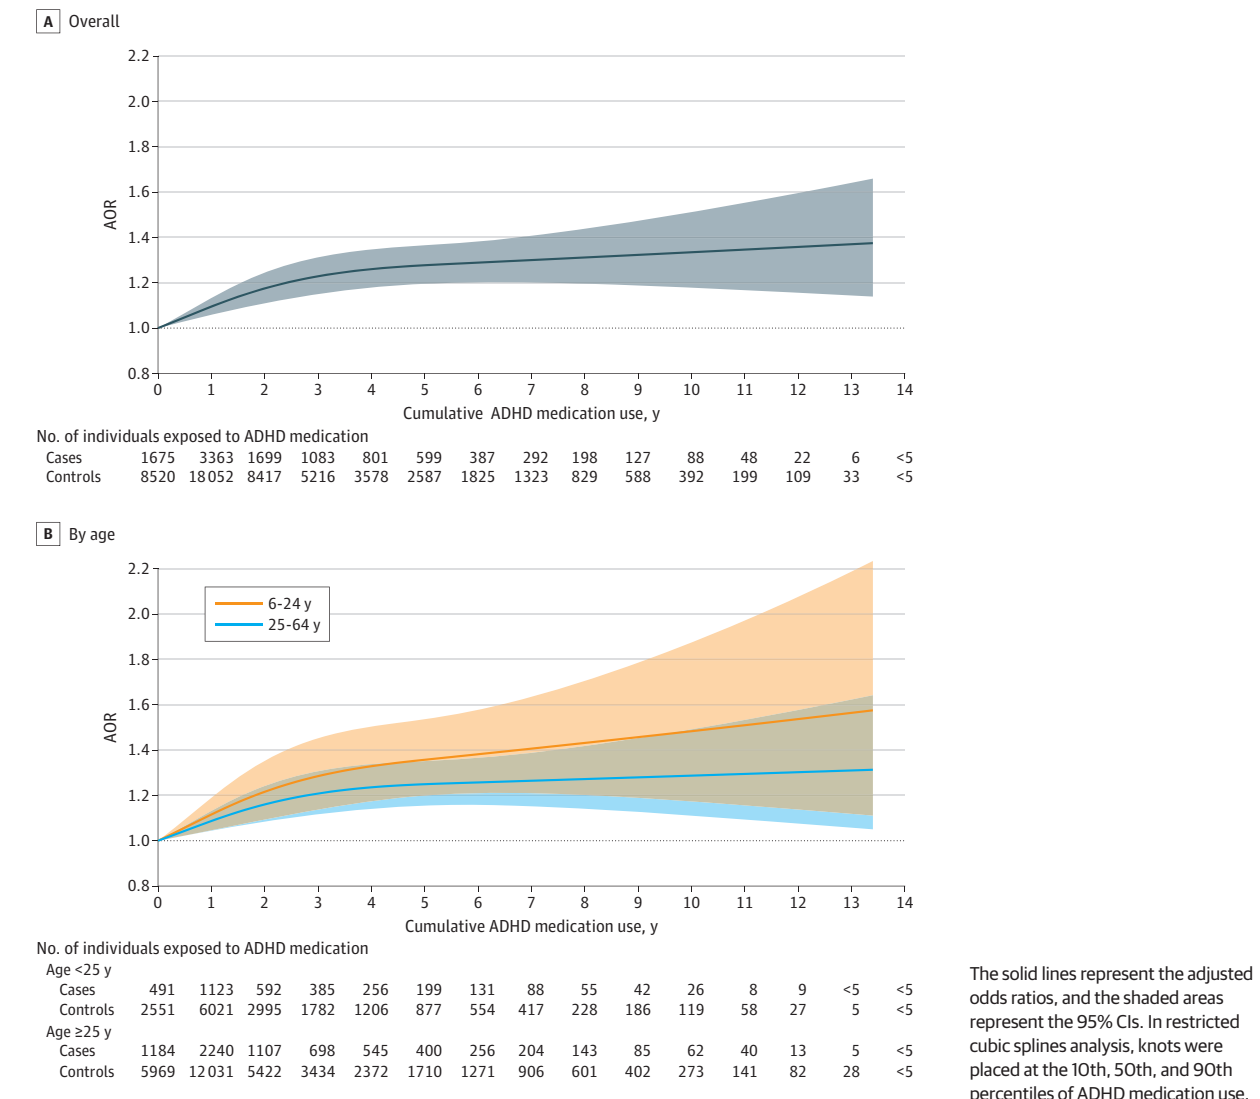 A Overall
2.2
2.0
1.8
1.6
1.4
1.2
1.0
0.8
AOR
0 1 2 3 4 5 6 7 8 9 10 11 12 13 14
Cumulative ADHD medication use, y
No. of individuals exposed to ADHD medication
Cases 1675 3363 1699 1083 801 599 387 292 198 127 88 48 22 6 <5
Controls 8520 18052 8417 5216 3578 2587 1825 1323 829 588 392 199 109 33 <5
B By age
2.2
2.0
1.8
1.6
1.4
1.2
1.0
0.8
AOR
6-24 y
25-64 y
0 1 2 3 4 5 6 7 8 9 10 11 12 13 14
Cumulative ADHD medication use, y
No. of individuals exposed to ADHD medication
Age <25 y
Cases 491 1123 592 385 256 199 131 88 55 42 26 8 9 <5 <5
Controls 2551 6021 2995 1782 1206 877 554 417 228 186 119 58 27 5 <5
Age ≥25 y
Cases 1184 2240 1107 698 545 400 256 204 143 85 62 40 13 5 <5
Controls 5969 12031 5422 3434 2372 1710 1271 906 601 402 273 141 82 28 <5
The solid lines represent the adjusted
odds ratios, and the shaded areas
represent the 95% CIs. In restricted
cubic splines analysis, knots were
placed at the 10th, 50th, and 90th
percentiles of ADHD medication use.